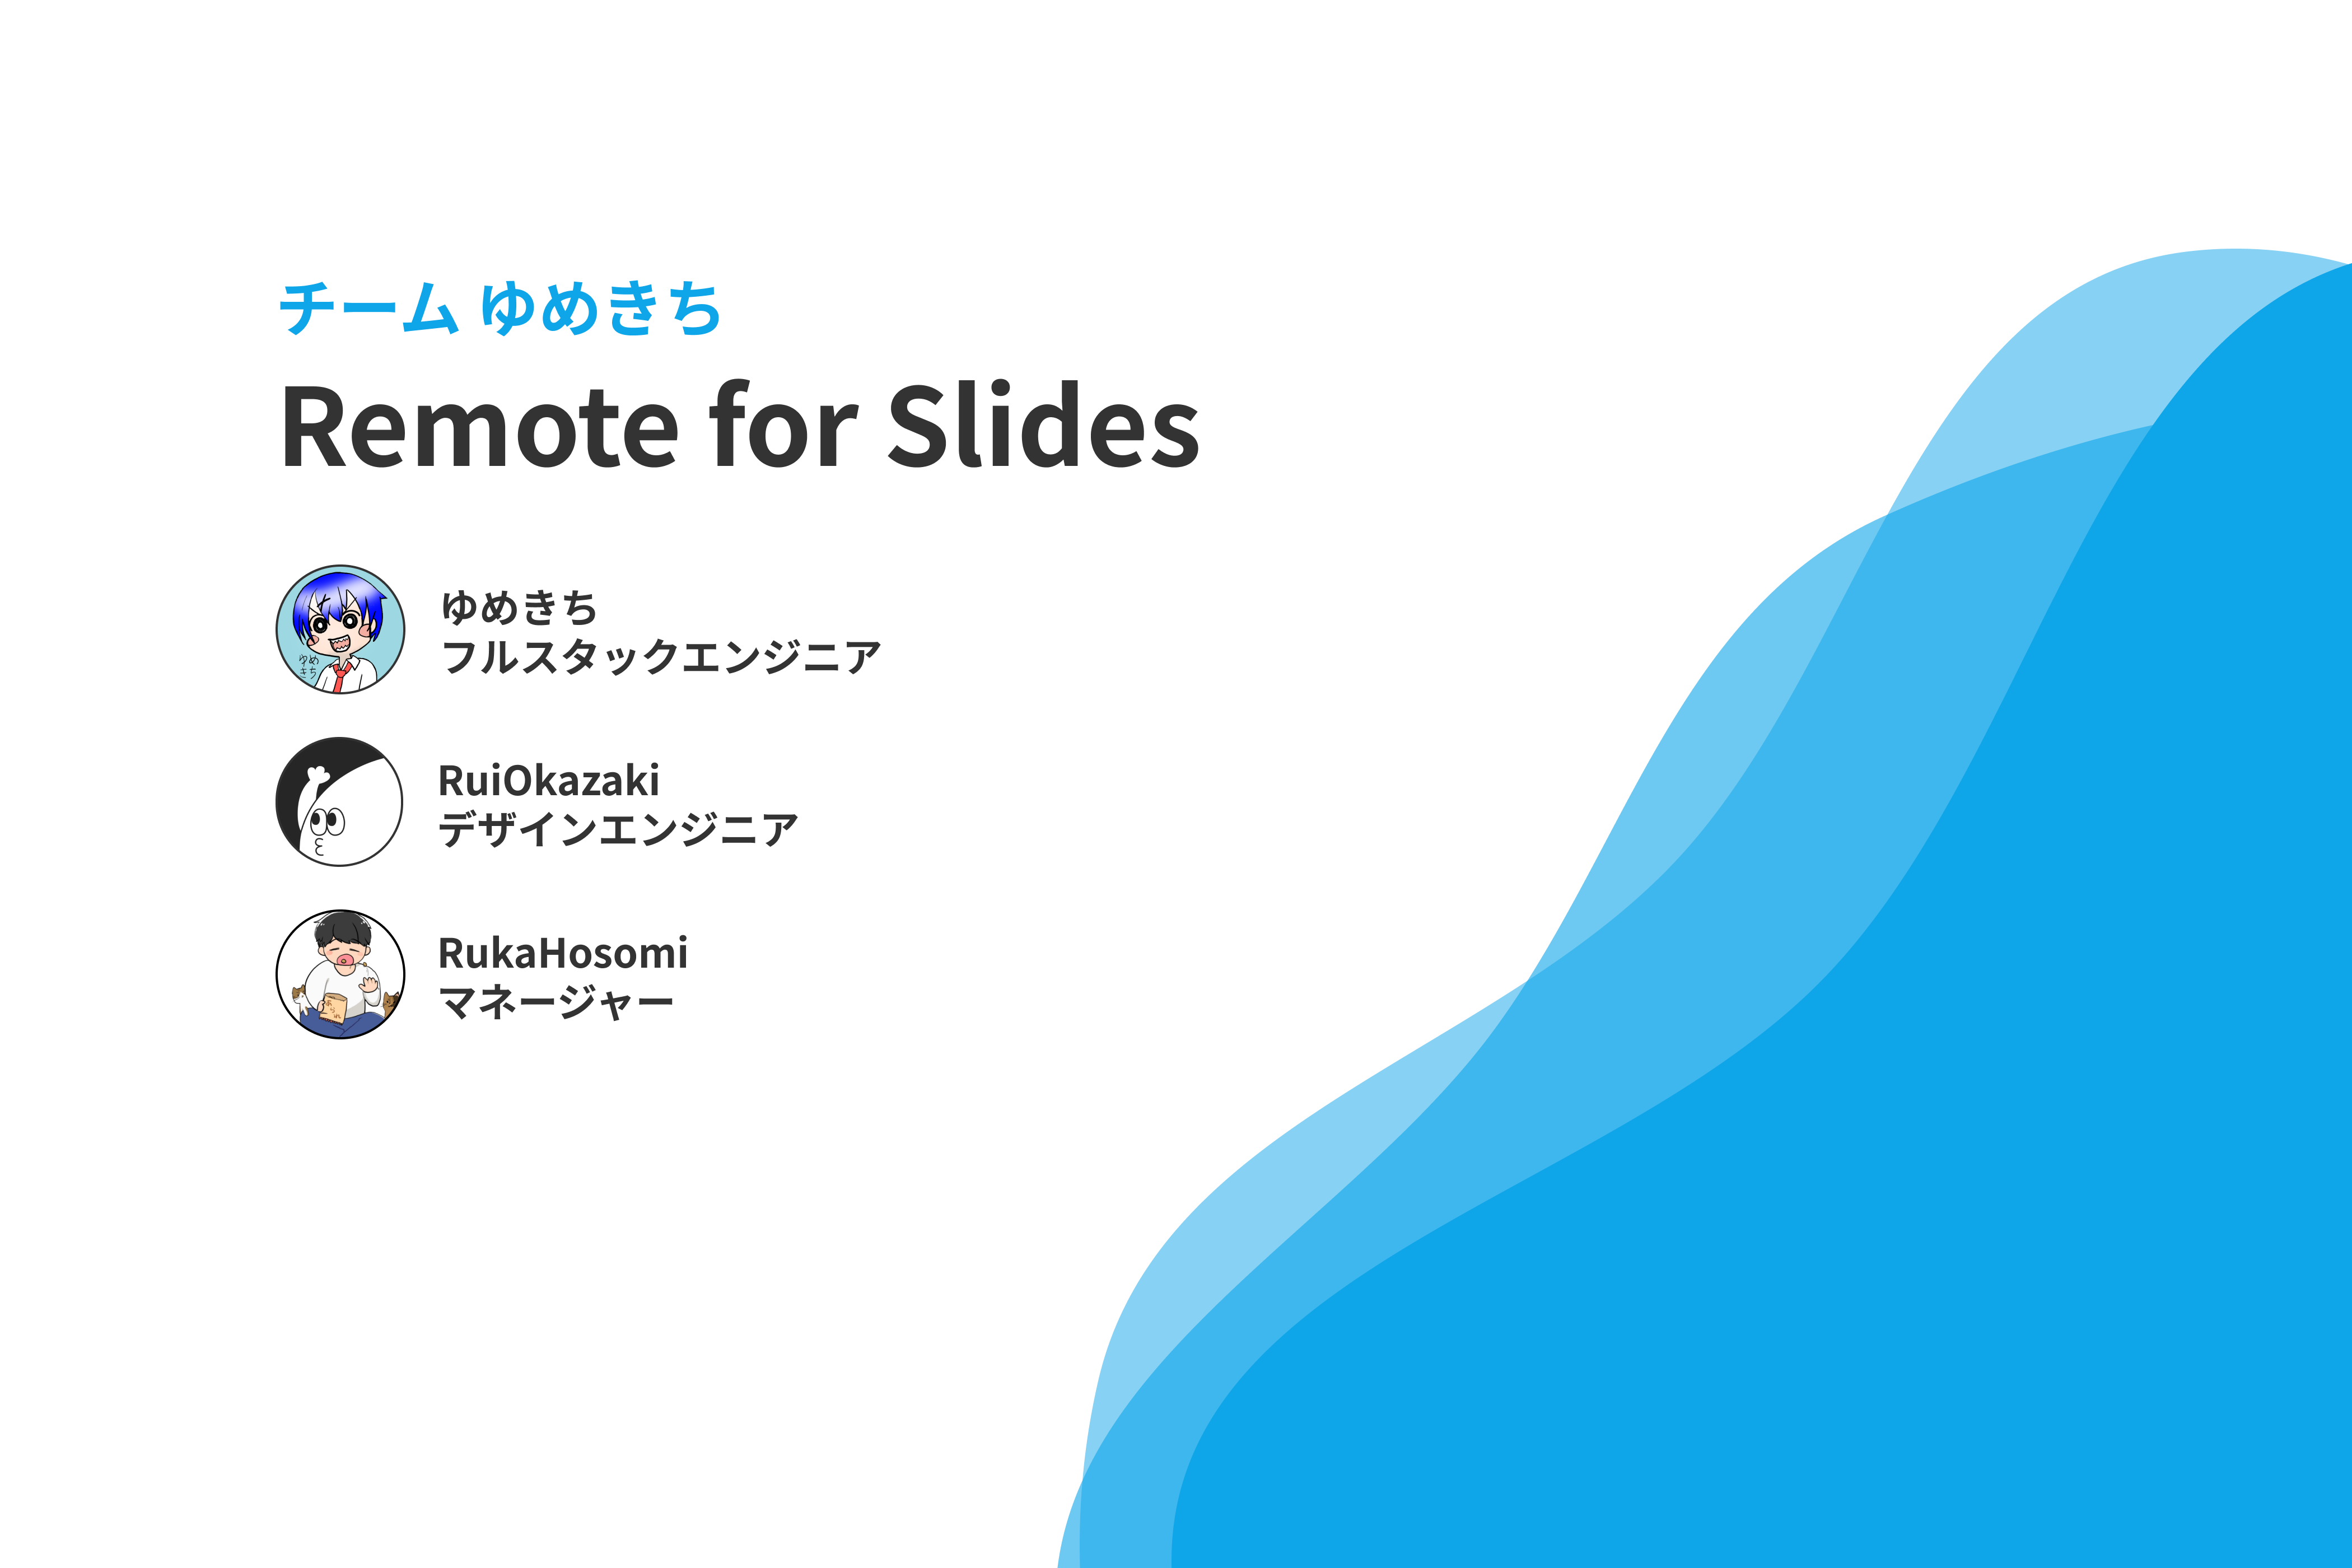 チーム ゆめきち
Remote for Slides
ゆめきち
フルスタックエンジニア
ゆめ
きち
RuiOkazaki
デザインエンジニア
RukaHosomi
マネージャー